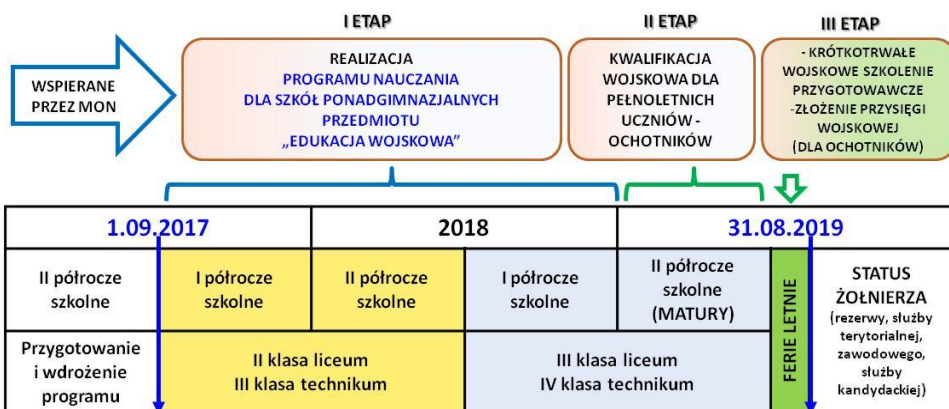 I ETAP
II ETAP
III ETAP
WSPIERANE
PRZEZ MON
REALIZACJA
PROGRAMU NAUCZANIA
DLA SZKÓŁ PONADGIMNAZJALNYCH
PRZEDMIOTU
„EDUKACJA WOJSKOWA”
KWALIFIKACJA
WOJSKOWA DLA
PEŁNOLETNICH
UCZNIÓW -
OCHOTNIKÓW
- KRÓTKOTRWAŁE
WOJSKOWE SZKOLENIE
PRZYGOTOWAWCZE
-ZŁOŻENIE PRZYSIĘGI
WOJSKOWEJ
(DLA OCHOTNIKÓW)
1.09.2017
2018
31.08.2019
II półrocze
szkolne
I półrocze
szkolne
II półrocze
szkolne
I półrocze
szkolne
II półrocze
szkolne
(MATURY)
FERIE LETNIE
STATUS
ŻOŁNIERZA
(rezerwy, służby
terytorialnej,
zawodowego,
służby
kandydackiej)
Przygotowanie
i wdrożenie
programu
II klasa liceum
III klasa technikum
III klasa liceum
IV klasa technikum